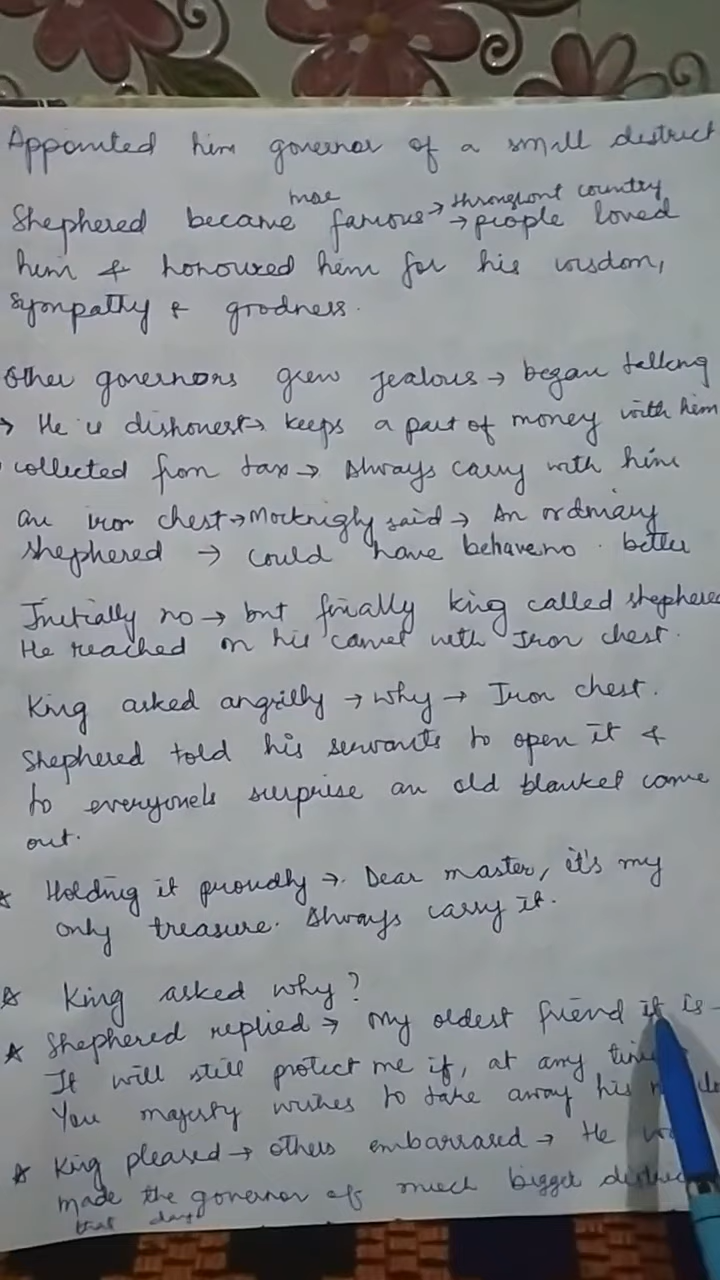 Appointed him governor of a small district
more throughout country
Shephered became famous → → people loved
him & honoured him for his wisdom,
Sympathy & goodness.
Other governors grew jealous → began talking
→ He is dishonest → keeps a part of money with him
collected from tax → Always carry with him
an iron chest → Mockingly said → An ordinary
shephered → could have behave no. better
Initially no → but finally king called shephered
He reached on his camel with Iron chest.
King asked angrily → why → Iron chest.
Shephered told his servants to open it &
to everyone's surprise an old blanket came
out.
☆ Holding it proudly → Dear master, it's my
only treasure. Always carry it.
☆ King asked why?
☆ Shephered replied → My oldest friend it is -
It will still protect me if, at any time
You majesty wishes to take away his
☆ King pleased → others embarrased → He
made the governor of much bigger district
that day